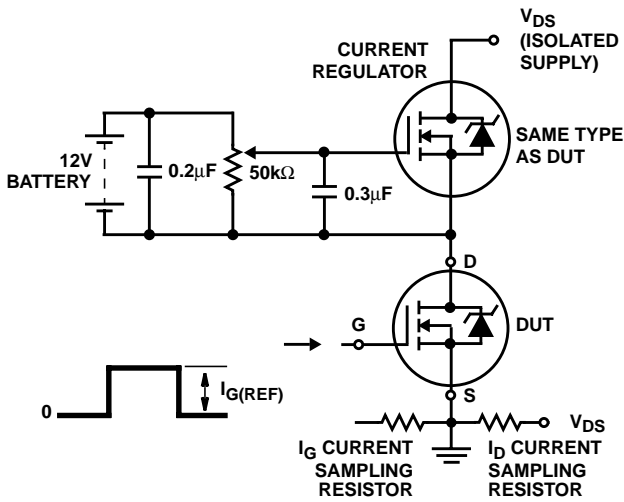 V_DS
(ISOLATED
SUPPLY)
CURRENT
REGULATOR
SAME TYPE
AS DUT
12V
BATTERY
0.2µF
50kΩ
0.3µF
D
G
DUT
I_G(REF)
0
S
V_DS
I_G CURRENT
SAMPLING
RESISTOR
I_D CURRENT
SAMPLING
RESISTOR